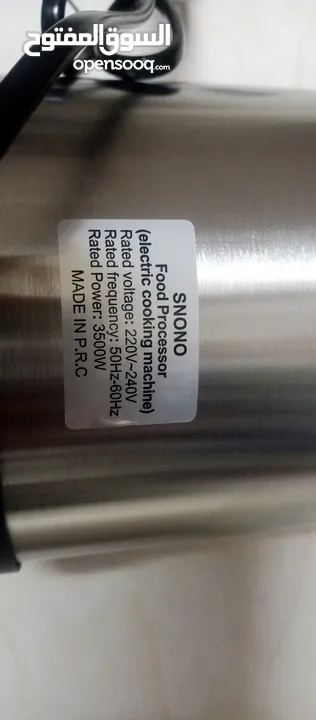 السوق المفتوح
opensooq.com
SNONO
Food Processor
(electric cooking machine)
Rated voltage: 220V~240V
Rated frequency: 50Hz-60Hz
Rated Power: 3500W
MADE IN P.R.C